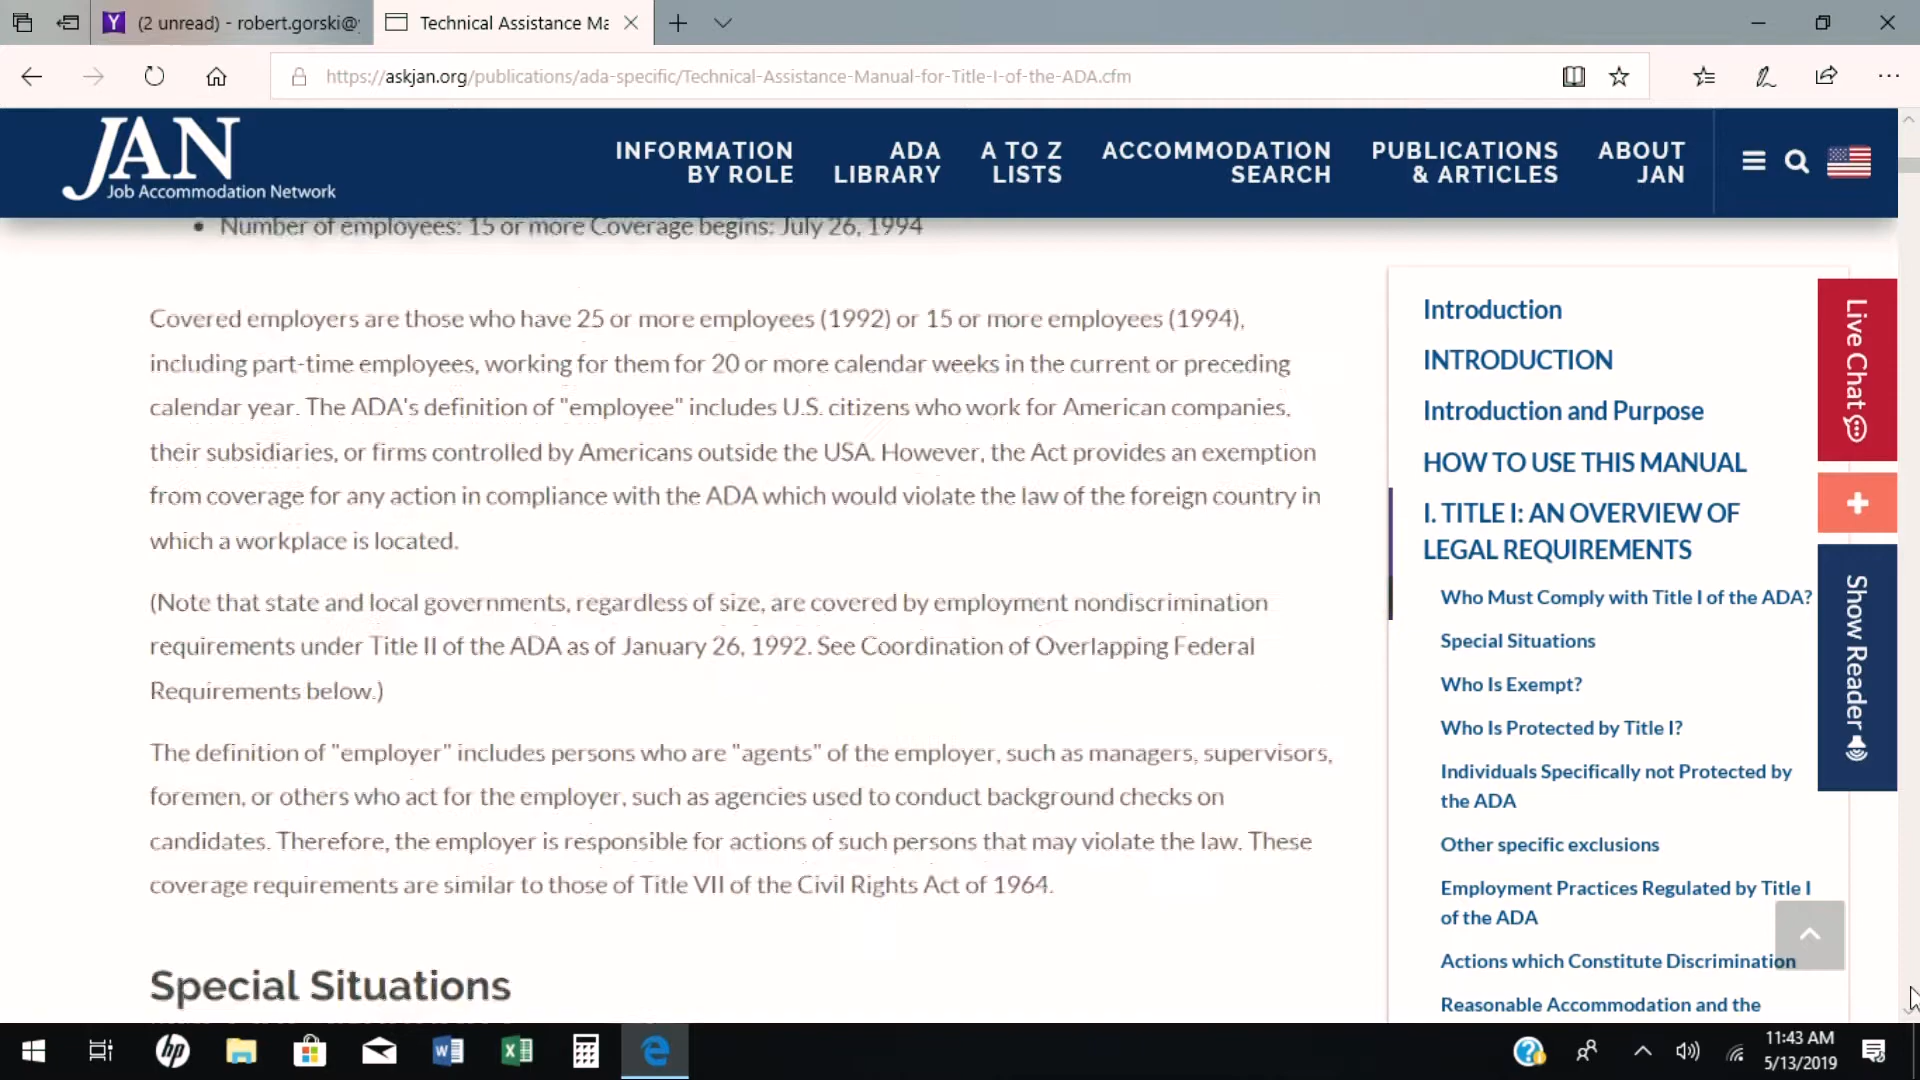 (2 unread) - robert.gorski@
Technical Assistance Ma
https://askjan.org/publications/ada-specific/Technical-Assistance-Manual-for-Title-I-of-the-ADA.cfm
JAN
Job Accommodation Network
INFORMATION
BY ROLE
ADA
LIBRARY
A TO Z
LISTS
ACCOMMODATION
SEARCH
PUBLICATIONS
& ARTICLES
ABOUT
JAN
• Number of employees: 15 or more Coverage begins: July 26, 1994
Covered employers are those who have 25 or more employees (1992) or 15 or more employees (1994),
including part-time employees, working for them for 20 or more calendar weeks in the current or preceding
calendar year. The ADA's definition of "employee" includes U.S. citizens who work for American companies,
their subsidiaries, or firms controlled by Americans outside the USA. However, the Act provides an exemption
from coverage for any action in compliance with the ADA which would violate the law of the foreign country in
which a workplace is located.
(Note that state and local governments, regardless of size, are covered by employment nondiscrimination
requirements under Title II of the ADA as of January 26, 1992. See Coordination of Overlapping Federal
Requirements below.)
The definition of "employer" includes persons who are "agents" of the employer, such as managers, supervisors,
foremen, or others who act for the employer, such as agencies used to conduct background checks on
candidates. Therefore, the employer is responsible for actions of such persons that may violate the law. These
coverage requirements are similar to those of Title VII of the Civil Rights Act of 1964.
Special Situations
Introduction
INTRODUCTION
Introduction and Purpose
HOW TO USE THIS MANUAL
I. TITLE I: AN OVERVIEW OF
LEGAL REQUIREMENTS
Who Must Comply with Title I of the ADA?
Special Situations
Who Is Exempt?
Who Is Protected by Title I?
Individuals Specifically not Protected by
the ADA
Other specific exclusions
Employment Practices Regulated by Title I
of the ADA
Actions which Constitute Discrimination
Reasonable Accommodation and the
Live Chat
+
Show Reader
11:43 AM
5/13/2019